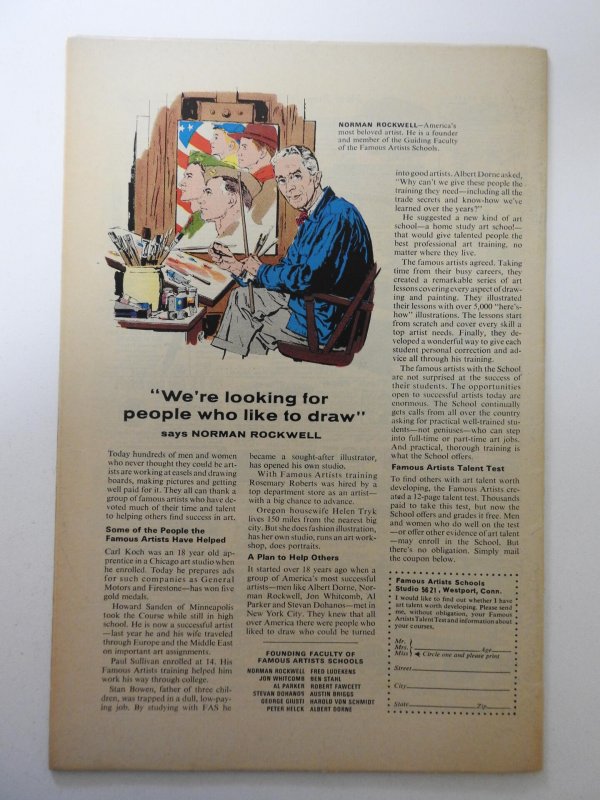 NORMAN ROCKWELL—America's
most beloved artist. He is a founder
and member of the Guiding Faculty
of the Famous Artists Schools.
"We're looking for
people who like to draw"
says NORMAN ROCKWELL
Today hundreds of men and women
who never thought they could be art-
ists are working at easels and drawing
boards, making pictures and getting
well paid for it. They all can thank a
group of famous artists who have de-
voted much of their time and talent
to helping others find success in art.
Some of the People the
Famous Artists Have Helped
Carl Koch was an 18 year old ap-
prentice in a Chicago art studio when
he enrolled. Today he prepares ads
for such companies as General
Motors and Firestone—has won five
gold medals.
Howard Sanden of Minneapolis
took the Course while still in high
school. He is now a successful artist
—last year he and his wife traveled
through Europe and the Middle East
on important art assignments.
Paul Sullivan enrolled at 14. His
Famous Artists training helped him
work his way through college.
Stan Bowen, father of three chil-
dren, was trapped in a dull, low-pay-
ing job. By studying with FAS he
became a sought-after illustrator,
has opened his own studio.
With Famous Artists training
Rosemary Roberts was hired by a
top department store as an artist—
with a big chance to advance.
Oregon housewife Helen Tryk
lives 150 miles from the nearest big
city. But she does fashion illustration,
has her own studio, runs an art work-
shop, does portraits.
A Plan to Help Others
It started over 18 years ago when a
group of America's most successful
artists—men like Albert Dorne, Nor-
man Rockwell, Jon Whitcomb, Al
Parker and Stevan Dohanos—met in
New York City. They knew that all
over America there were people who
liked to draw who could be turned
into good artists. Albert Dorne asked,
"Why can't we give these people the
training they need—including all the
trade secrets and know-how we've
learned over the years?"
He suggested a new kind of art
school—a home study art school—
that would give talented people the
best professional art training, no
matter where they live.
The famous artists agreed. Taking
time from their busy careers, they
created a remarkable series of art
lessons covering every aspect of draw-
ing and painting. They illustrated
their lessons with over 5,000 "here's-
how" illustrations. The lessons start
from scratch and cover every skill a
top artist needs. Finally, they de-
veloped a wonderful way to give each
student personal correction and ad-
vice all through his training.
The famous artists with the School
are not surprised at the success of
their students. The opportunities
open to successful artists today are
enormous. The School continually
gets calls from all over the country
asking for practical well-trained stu-
dents—not geniuses—who can step
into full-time or part-time art jobs.
And practical, thorough training is
what the School offers.
Famous Artists Talent Test
To find others with art talent worth
developing, the Famous Artists cre-
ated a 12-page talent test. Thousands
paid to take this test, but now the
School offers and grades it free. Men
and women who do well on the test
—or offer other evidence of art talent
—may enroll in the School. But
there's no obligation. Simply mail
the coupon below.
FOUNDING FACULTY OF
FAMOUS ARTISTS SCHOOLS
NORMAN ROCKWELL FRED LUDEKENS
JON WHITCOMB BEN STAHL
AL PARKER ROBERT FAWCETT
STEVAN DOHANOS AUSTIN BRIGGS
GEORGE GIUSTI HAROLD VON SCHMIDT
PETER HELCK ALBERT DORNE
Famous Artists Schools
Studio 5621, Westport, Conn.
I would like to find out whether I have
art talent worth developing. Please send
me, without obligation, your Famous
Artists Talent Test and information about
your courses.
Mr.
Mrs. Age
Miss Circle one and please print
Street
City
State Zip